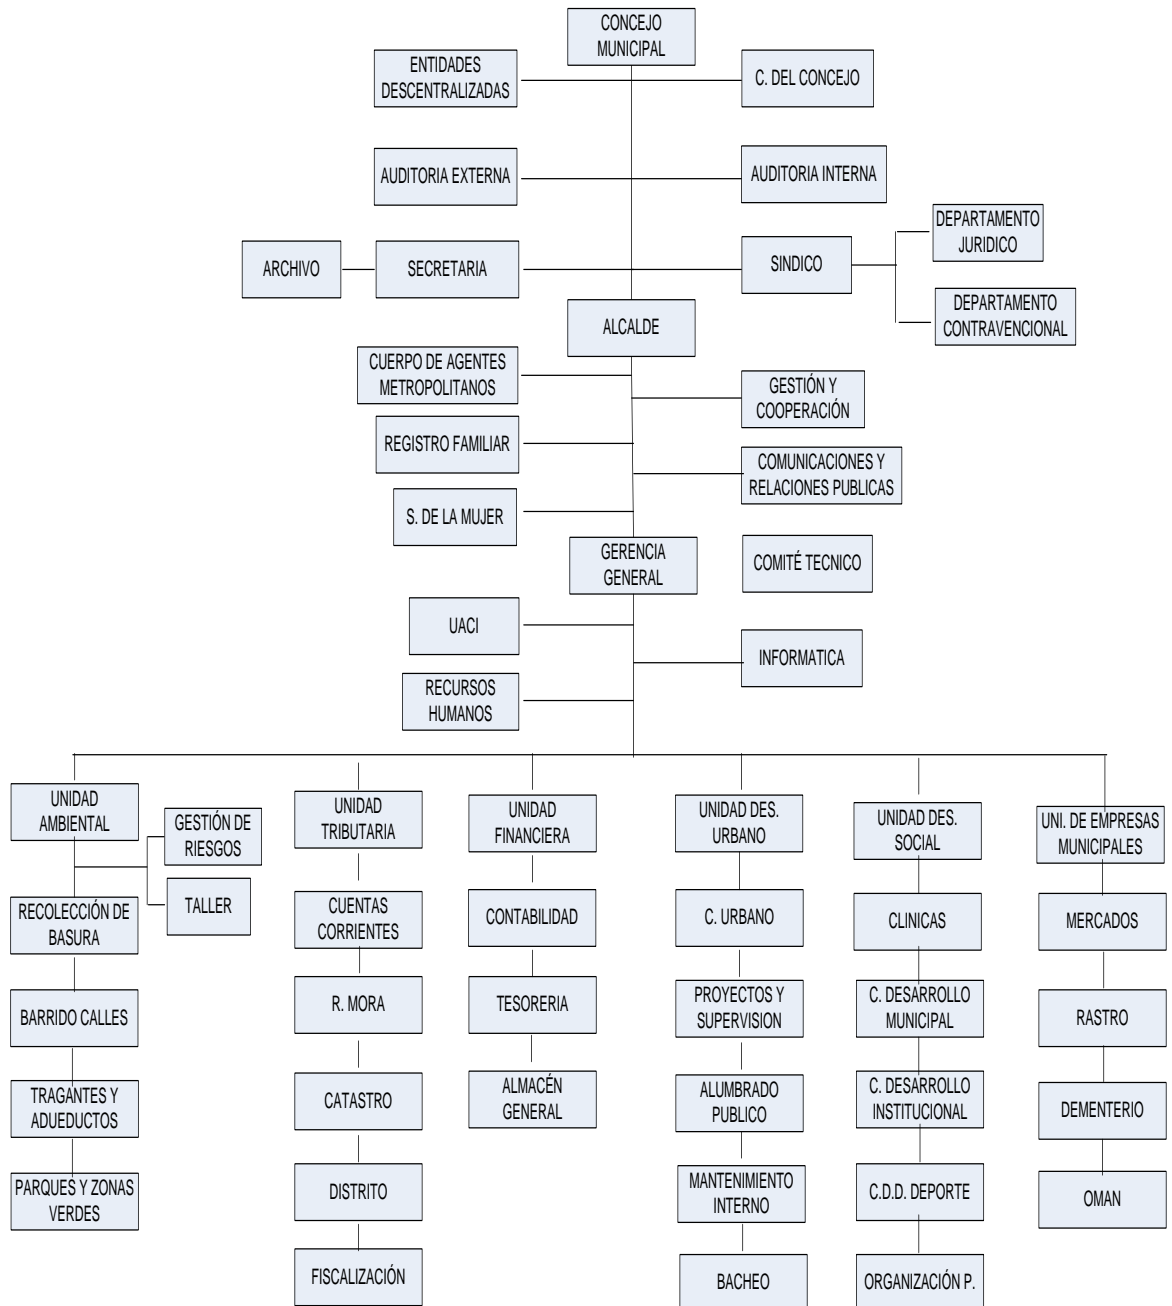 CONCEJO
MUNICIPAL
ENTIDADES
DESCENTRALIZADAS
C. DEL CONCEJO
AUDITORIA EXTERNA
AUDITORIA INTERNA
ARCHIVO
SECRETARIA
SINDICO
DEPARTAMENTO
JURIDICO
DEPARTAMENTO
CONTRAVENCIONAL
ALCALDE
CUERPO DE AGENTES
METROPOLITANOS
GESTIÓN Y
COOPERACIÓN
REGISTRO FAMILIAR
COMUNICACIONES Y
RELACIONES PUBLICAS
S. DE LA MUJER
GERENCIA
GENERAL
COMITÉ TECNICO
UACI
INFORMATICA
RECURSOS
HUMANOS
UNIDAD
AMBIENTAL
GESTIÓN DE
RIESGOS
TALLER
RECOLECCIÓN DE
BASURA
BARRIDO CALLES
TRAGANTES Y
ADUEDUCTOS
PARQUES Y ZONAS
VERDES
UNIDAD
TRIBUTARIA
CUENTAS
CORRIENTES
R. MORA
CATASTRO
DISTRITO
FISCALIZACIÓN
UNIDAD
FINANCIERA
CONTABILIDAD
TESORERIA
ALMACÉN
GENERAL
UNIDAD DES.
URBANO
C. URBANO
PROYECTOS Y
SUPERVISION
ALUMBRADO
PUBLICO
MANTENIMIENTO
INTERNO
BACHEO
UNIDAD DES.
SOCIAL
CLINICAS
C. DESARROLLO
MUNICIPAL
C. DESARROLLO
INSTITUCIONAL
C.D.D. DEPORTE
ORGANIZACIÓN P.
UNI. DE EMPRESAS
MUNICIPALES
MERCADOS
RASTRO
DEMENTERIO
OMAN